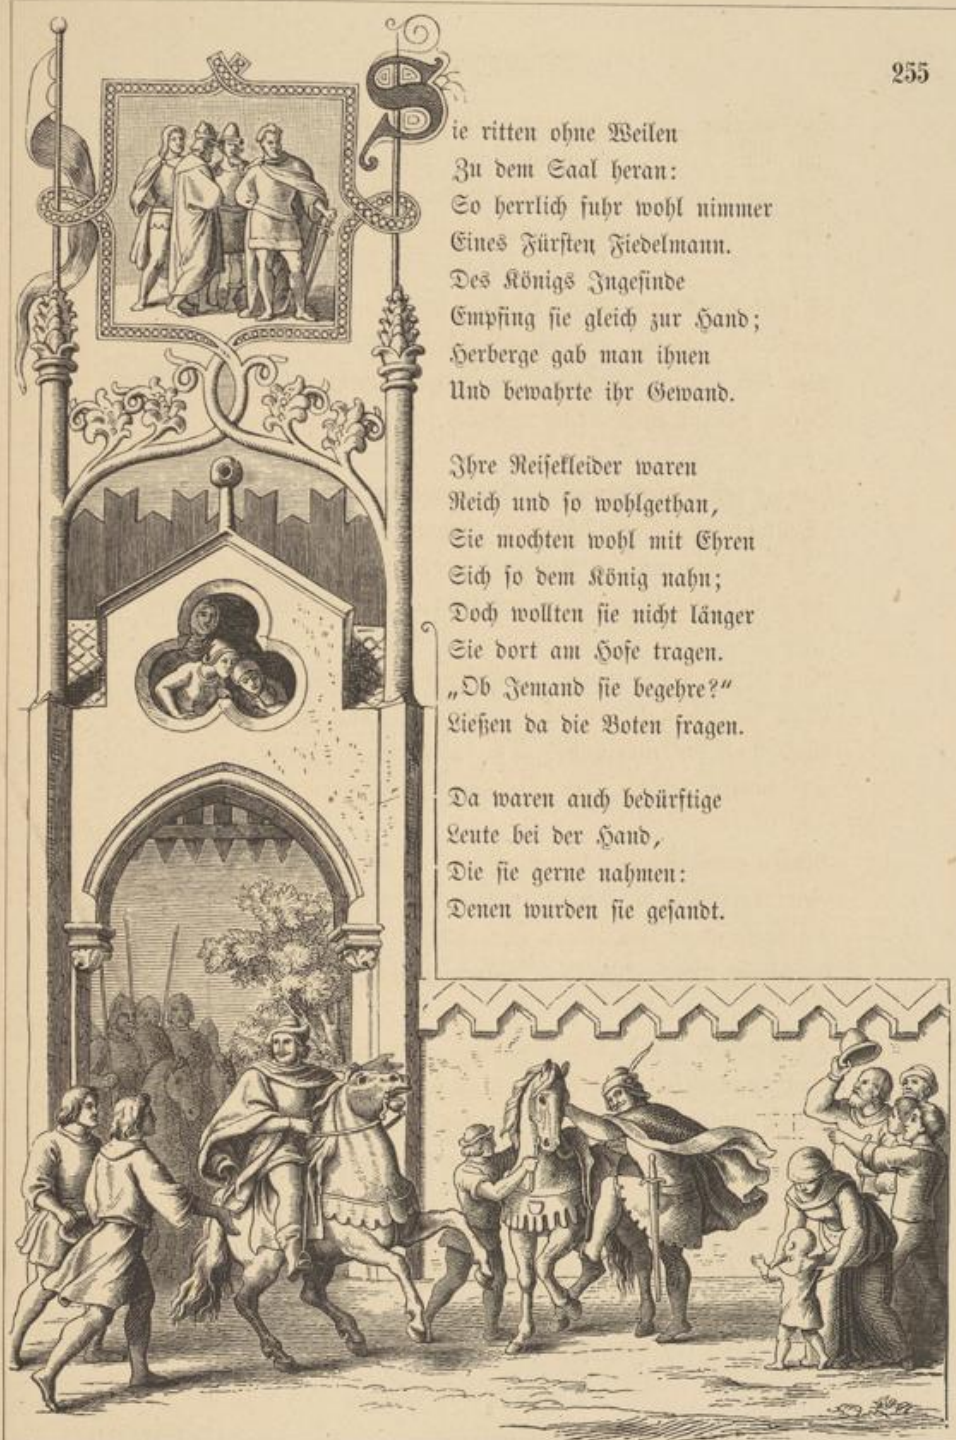 255
Sie ritten ohne Weilen
Zu dem Saal heran:
So herrlich fuhr wohl nimmer
Eines Fürsten Fiedelmann.
Des Königs Ingesinde
Empfing sie gleich zur Hand;
Herberge gab man ihnen
Und bewahrte ihr Gewand.
Ihre Reisekleider waren
Reich und so wohlgethan,
Sie mochten wohl mit Ehren
Sich so dem König nahn;
Doch wollten sie nicht länger
Sie dort am Hofe tragen.
„Ob Jemand sie begehre?“
Ließen da die Boten fragen.
Da waren auch bedürftige
Leute bei der Hand,
Die sie gerne nahmen:
Denen wurden sie gesandt.